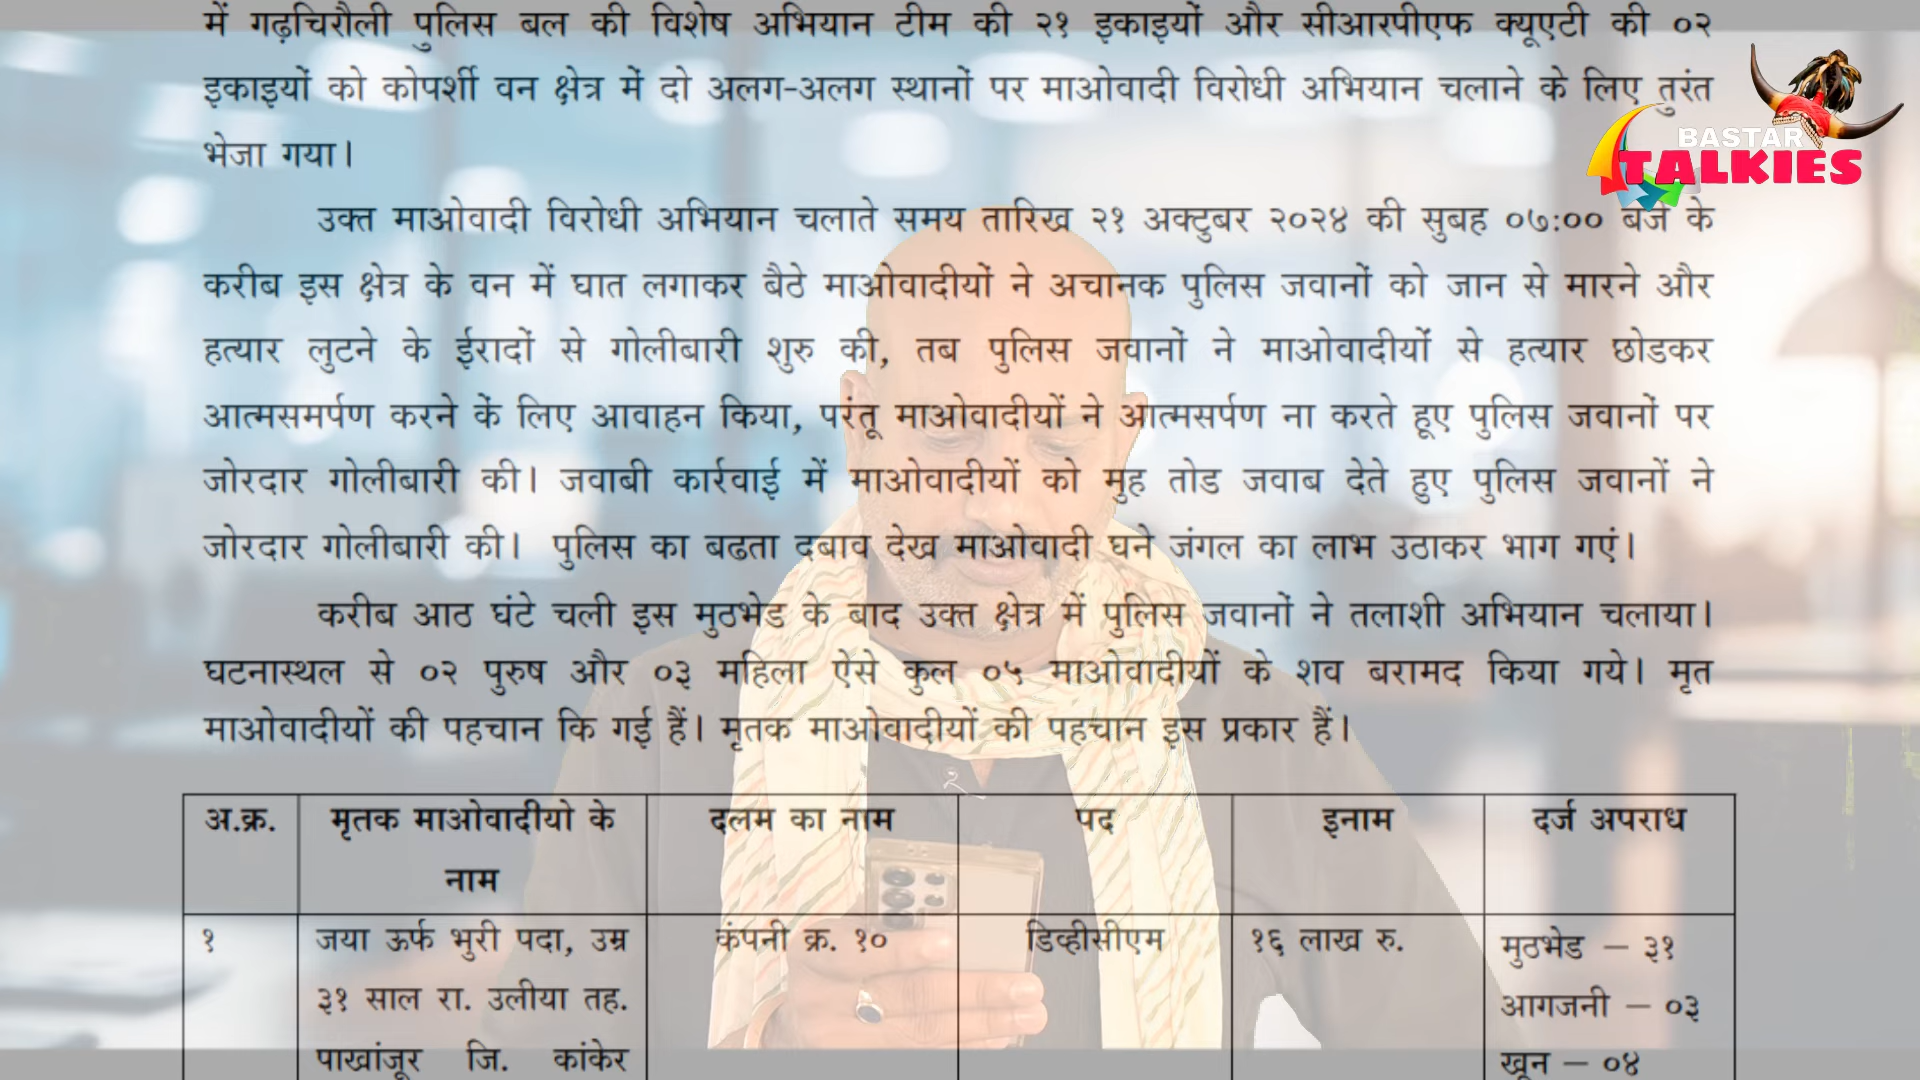 में गढ़चिरौली पुलिस बल की विशेष अभियान टीम की २१ इकाइयों और सीआरपीएफ क्यूएटी की ०२
इकाइयों को कोपर्शी वन क्षेत्र में दो अलग-अलग स्थानों पर माओवादी विरोधी अभियान चलाने के लिए तुरंत
भेजा गया।
BASTAR
TALKIES
उक्त माओवादी विरोधी अभियान चलाते समय तारिख २१ अक्टुबर २०२४ की सुबह ०७:०० बजे के
करीब इस क्षेत्र के वन में घात लगाकर बैठे माओवादीयों ने अचानक पुलिस जवानों को जान से मारने और
हत्यार लुटने के ईरादों से गोलीबारी शुरु की, तब पुलिस जवानों ने माओवादीयों से हत्यार छोडकर
आत्मसमर्पण करने कें लिए आवाहन किया, परंतू माओवादीयों ने आत्मसर्पण ना करते हूए पुलिस जवानों पर
जोरदार गोलीबारी की। जवाबी कार्रवाई में माओवादीयों को मुह तोड जवाब देते हुए पुलिस जवानों ने
जोरदार गोलीबारी की। पुलिस का बढता दबाव देख माओवादी घने जंगल का लाभ उठाकर भाग गएं।
करीब आठ घंटे चली इस मुठभेड के बाद उक्त क्षेत्र में पुलिस जवानों ने तलाशी अभियान चलाया।
घटनास्थल से ०२ पुरुष और ०३ महिला ऐसे कुल ०५ माओवादीयों के शव बरामद किया गये। मृत
माओवादीयों की पहचान कि गई हैं। मृतक माओवादीयों की पहचान इस प्रकार हैं।
अ.क्र. मृतक माओवादीयो के दलम का नाम पद इनाम दर्ज अपराध
नाम
१ जया ऊर्फ भुरी पदा, उम्र कंपनी क्र. १० डिव्हीसीएम १६ लाख रु. मुठभेड – ३१
३१ साल रा. उलीया तह. आगजनी – ०३
पाखांजूर जि. कांकेर खून – ०४